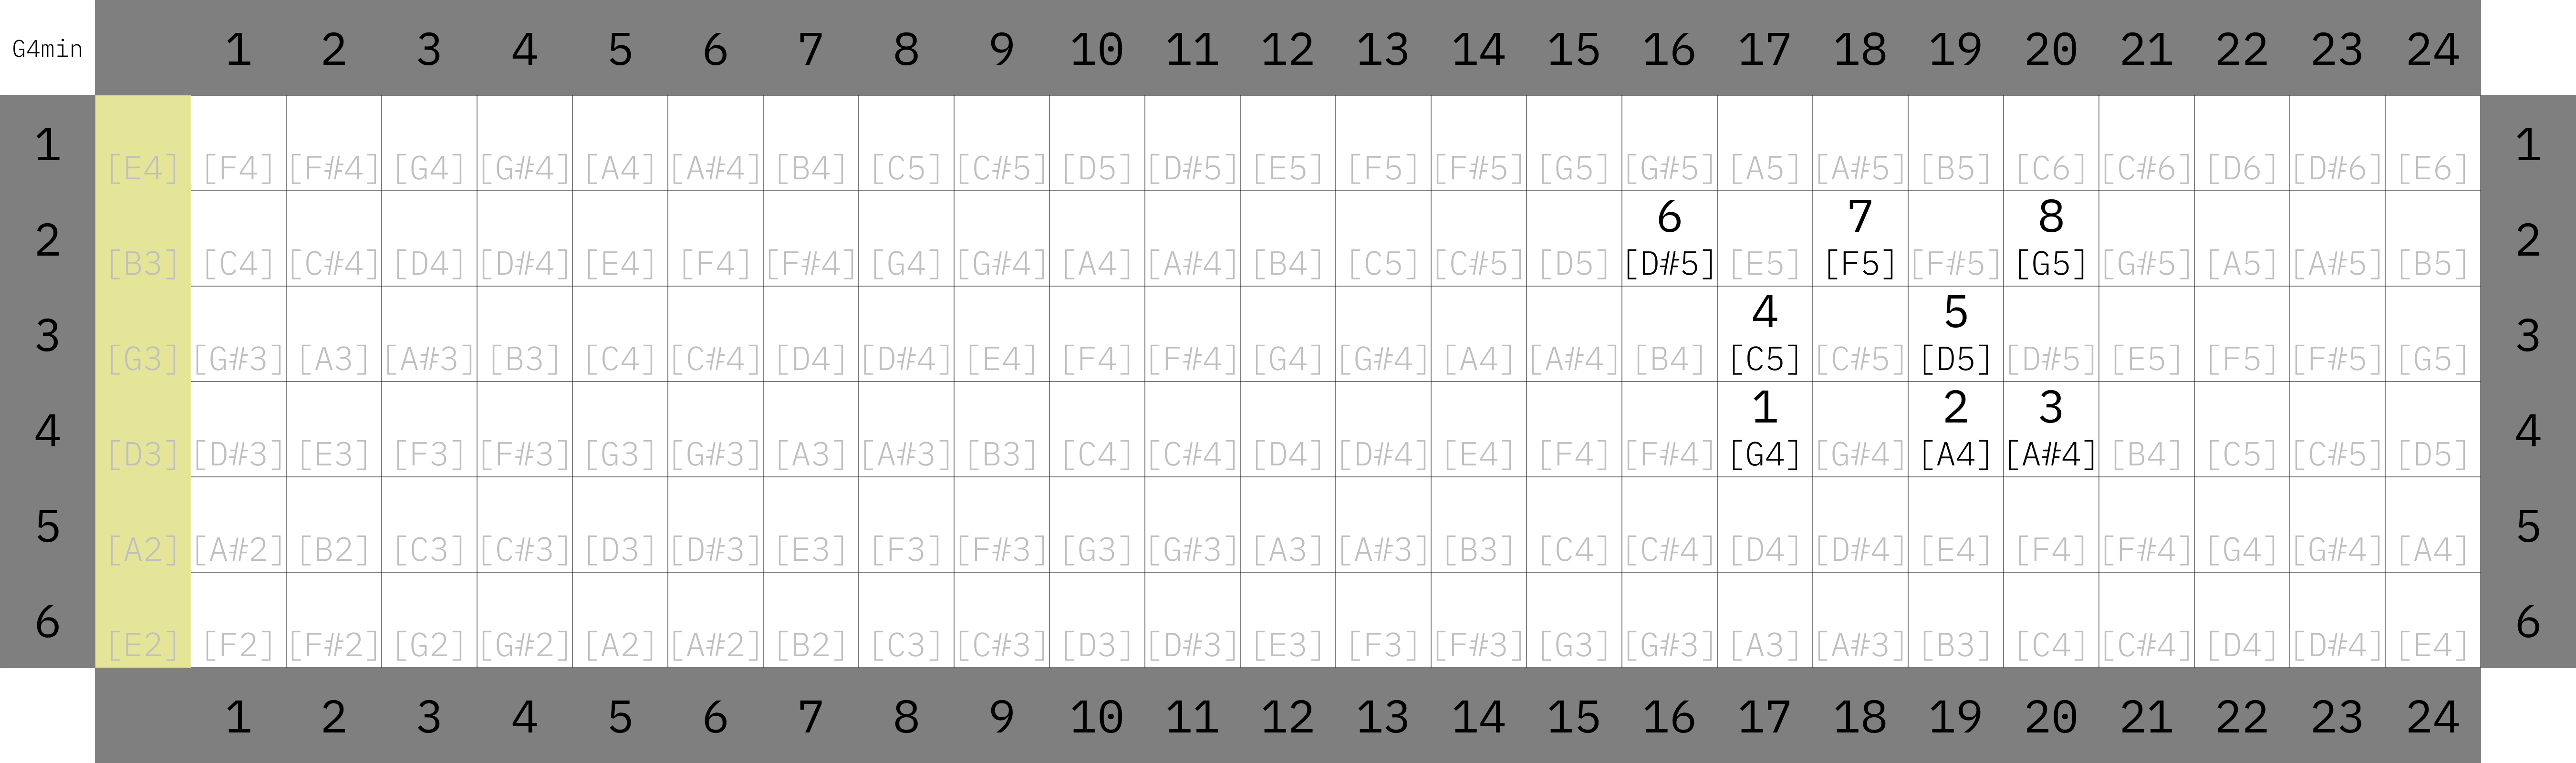 G4min 1 2 3 4 5 6 7 8 9 10 11 12 13 14 15 16 17 18 19 20 21 22 23 24
1 [E4] [F4] [F#4] [G4] [G#4] [A4] [A#4] [B4] [C5] [C#5] [D5] [D#5] [E5] [F5] [F#5] [G5] [G#5] [A5] [A#5] [B5] [C6] [C#6] [D6] [D#6] [E6] 1
6 7 8
2 [B3] [C4] [C#4] [D4] [D#4] [E4] [F4] [F#4] [G4] [G#4] [A4] [A#4] [B4] [C5] [C#5] [D5] [D#5] [E5] [F5] [F#5] [G5] [G#5] [A5] [A#5] [B5] 2
4 5
3 [G3] [G#3] [A3] [A#3] [B3] [C4] [C#4] [D4] [D#4] [E4] [F4] [F#4] [G4] [G#4] [A4] [A#4] [B4] [C5] [C#5] [D5] [D#5] [E5] [F5] [F#5] [G5] 3
1 2 3
4 [D3] [D#3] [E3] [F3] [F#3] [G3] [G#3] [A3] [A#3] [B3] [C4] [C#4] [D4] [D#4] [E4] [F4] [F#4] [G4] [G#4] [A4] [A#4] [B4] [C5] [C#5] [D5] 4
5 [A2] [A#2] [B2] [C3] [C#3] [D3] [D#3] [E3] [F3] [F#3] [G3] [G#3] [A3] [A#3] [B3] [C4] [C#4] [D4] [D#4] [E4] [F4] [F#4] [G4] [G#4] [A4] 5
6 [E2] [F2] [F#2] [G2] [G#2] [A2] [A#2] [B2] [C3] [C#3] [D3] [D#3] [E3] [F3] [F#3] [G3] [G#3] [A3] [A#3] [B3] [C4] [C#4] [D4] [D#4] [E4] 6
1 2 3 4 5 6 7 8 9 10 11 12 13 14 15 16 17 18 19 20 21 22 23 24